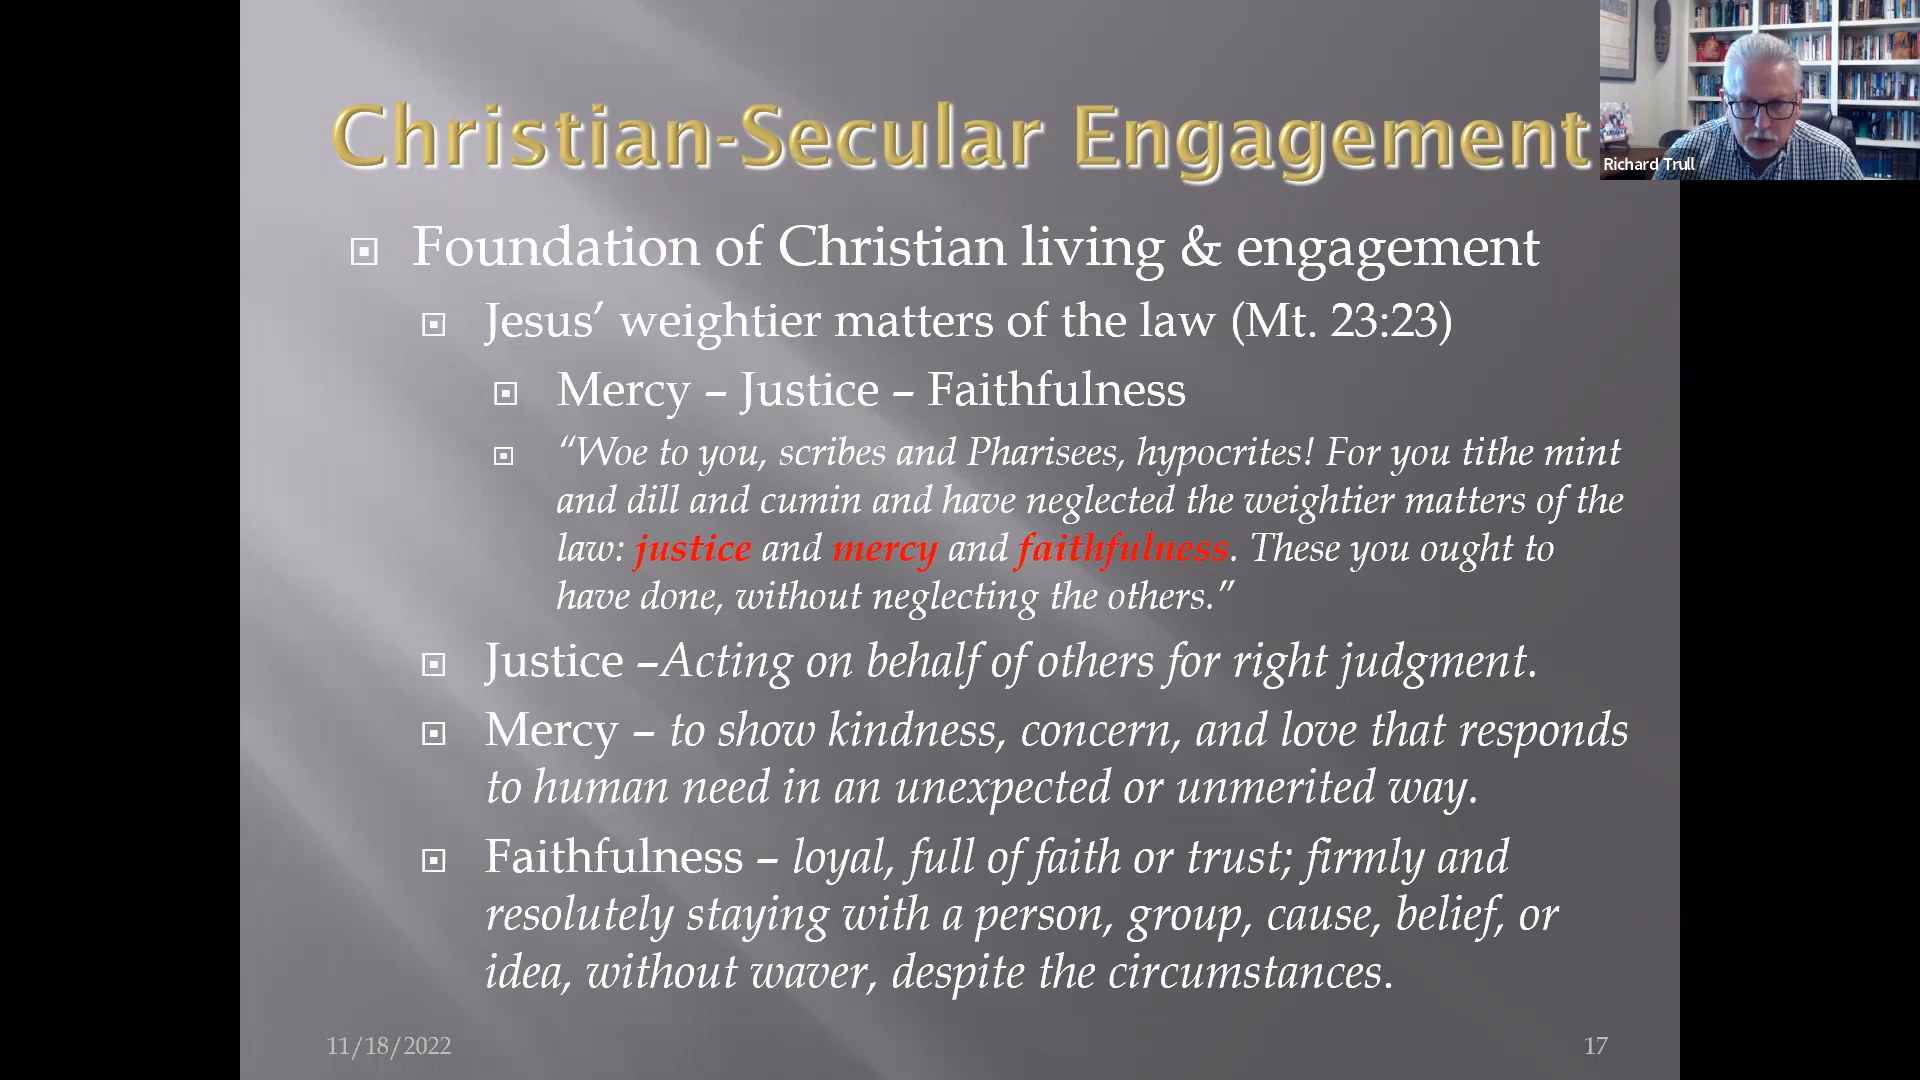 Christian-Secular Engagement
Richard Trull
Foundation of Christian living & engagement
Jesus’ weightier matters of the law (Mt. 23:23)
Mercy – Justice – Faithfulness
“Woe to you, scribes and Pharisees, hypocrites! For you tithe mint
and dill and cumin and have neglected the weightier matters of the
law: justice and mercy and faithfulness. These you ought to
have done, without neglecting the others.”
Justice –Acting on behalf of others for right judgment.
Mercy – to show kindness, concern, and love that responds
to human need in an unexpected or unmerited way.
Faithfulness – loyal, full of faith or trust; firmly and
resolutely staying with a person, group, cause, belief, or
idea, without waver, despite the circumstances.
11/18/2022
17